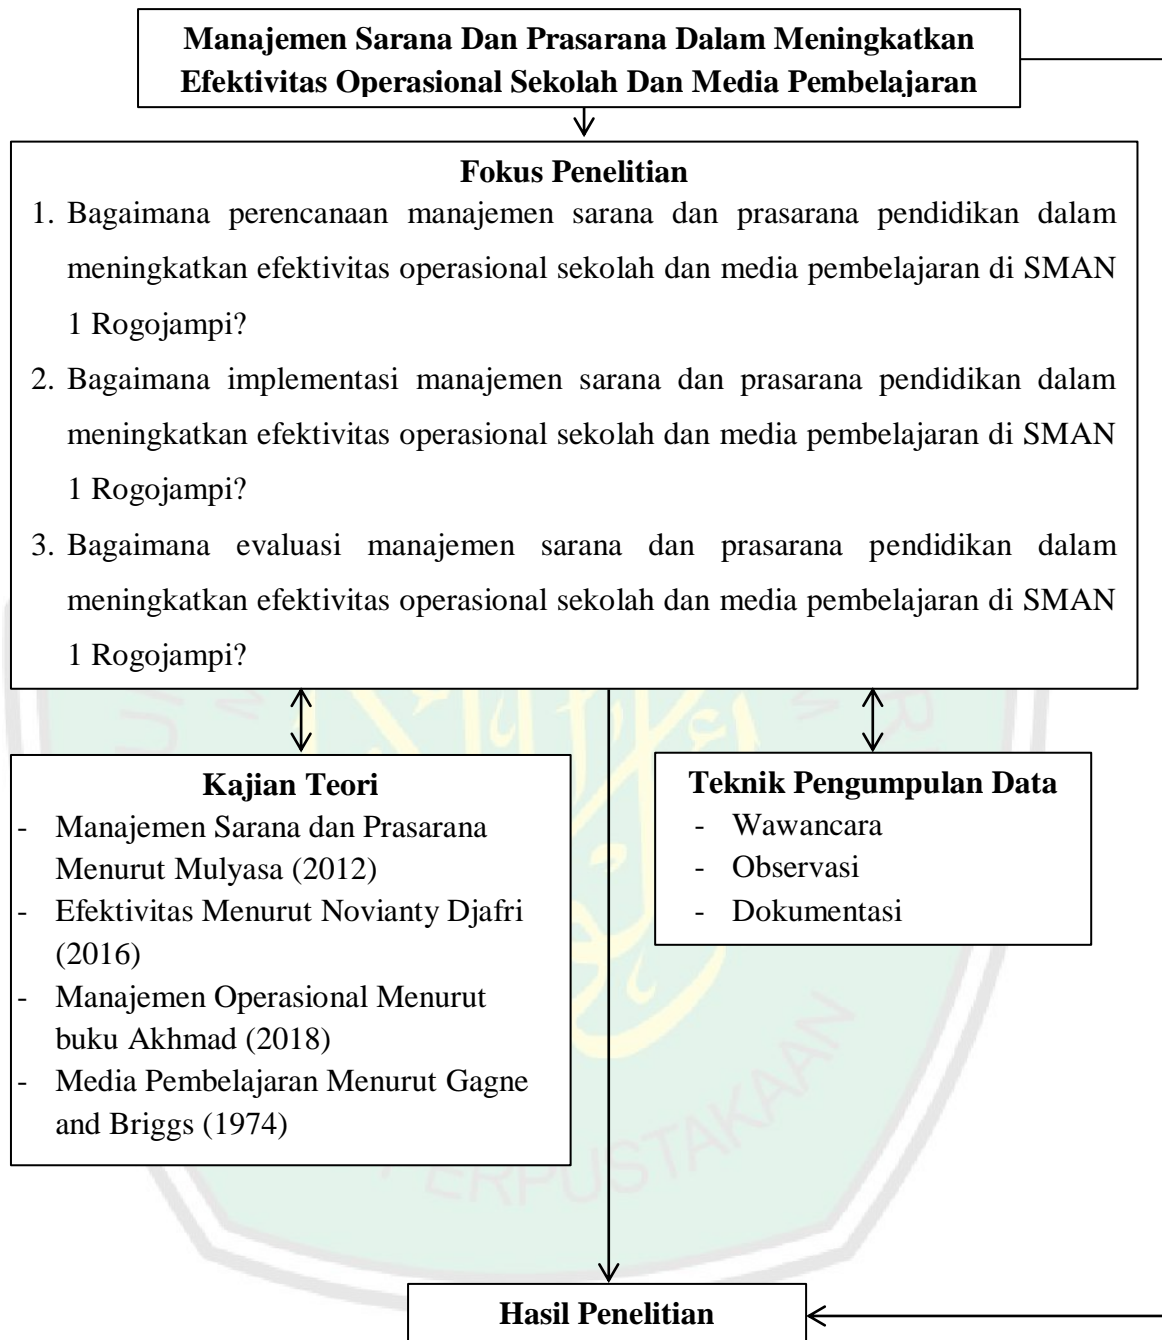 Manajemen Sarana Dan Prasarana Dalam Meningkatkan
Efektivitas Operasional Sekolah Dan Media Pembelajaran
Fokus Penelitian
1. Bagaimana perencanaan manajemen sarana dan prasarana pendidikan dalam
meningkatkan efektivitas operasional sekolah dan media pembelajaran di SMAN
1 Rogojampi?
2. Bagaimana implementasi manajemen sarana dan prasarana pendidikan dalam
meningkatkan efektivitas operasional sekolah dan media pembelajaran di SMAN
1 Rogojampi?
3. Bagaimana evaluasi manajemen sarana dan prasarana pendidikan dalam
meningkatkan efektivitas operasional sekolah dan media pembelajaran di SMAN
1 Rogojampi?
Kajian Teori
- Manajemen Sarana dan Prasarana
Menurut Mulyasa (2012)
- Efektivitas Menurut Novianty Djafri
(2016)
- Manajemen Operasional Menurut
buku Akhmad (2018)
- Media Pembelajaran Menurut Gagne
and Briggs (1974)
Teknik Pengumpulan Data
- Wawancara
- Observasi
- Dokumentasi
PERPUSTAKAAN
Hasil Penelitian